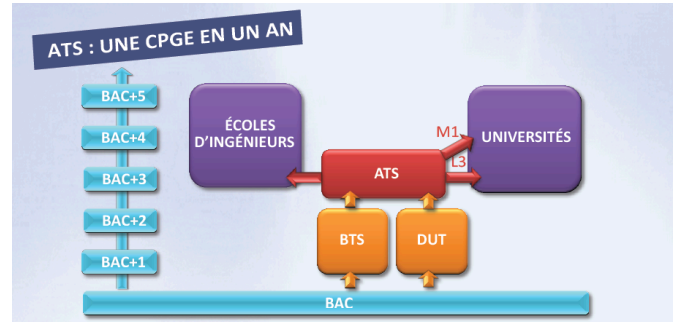 ATS : UNE CPGE EN UN AN
BAC+5
BAC+4
BAC+3
BAC+2
BAC+1
ÉCOLES
D'INGÉNIEURS
M1
UNIVERSITÉS
L3
ATS
BTS
DUT
BAC